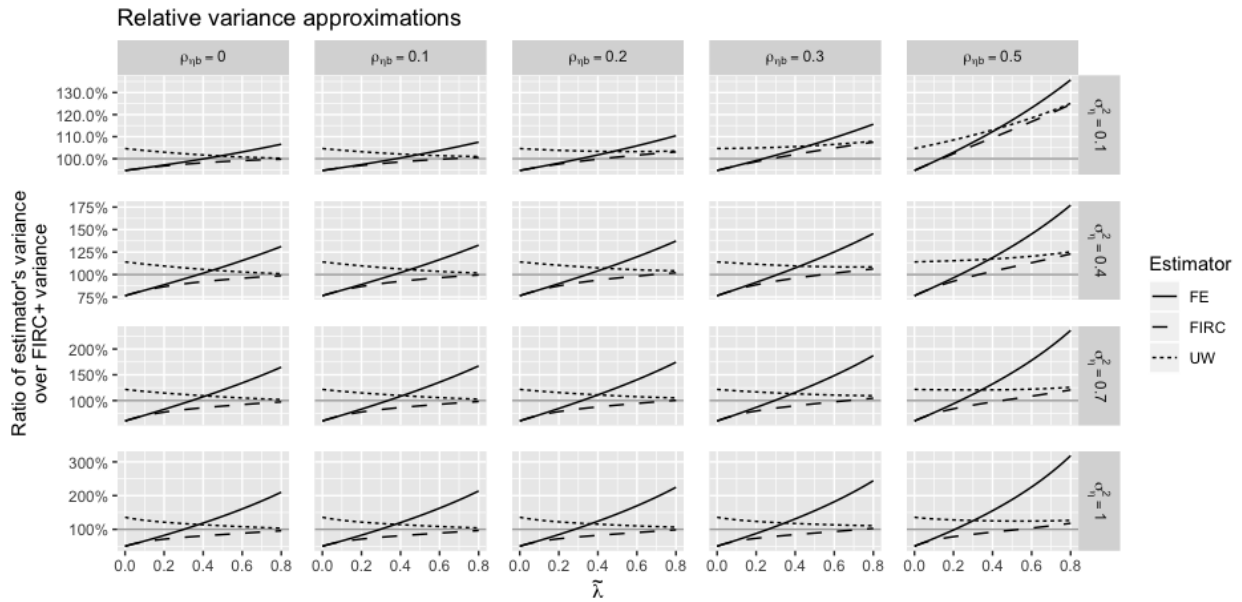 Relative variance approximations
ρηb = 0
ρηb = 0.1
ρηb = 0.2
ρηb = 0.3
ρηb = 0.5
Ratio of estimator's variance
over FIRC+ variance
130.0%
120.0%
110.0%
100.0%
σ²η = 0.1
175%
150%
125%
100%
75%
σ²η = 0.4
200%
150%
100%
σ²η = 0.7
300%
200%
100%
σ²η = 1
0.0 0.2 0.4 0.6 0.8
0.0 0.2 0.4 0.6 0.8
0.0 0.2 0.4 0.6 0.8
0.0 0.2 0.4 0.6 0.8
0.0 0.2 0.4 0.6 0.8
λ̃
Estimator
FE
FIRC
UW